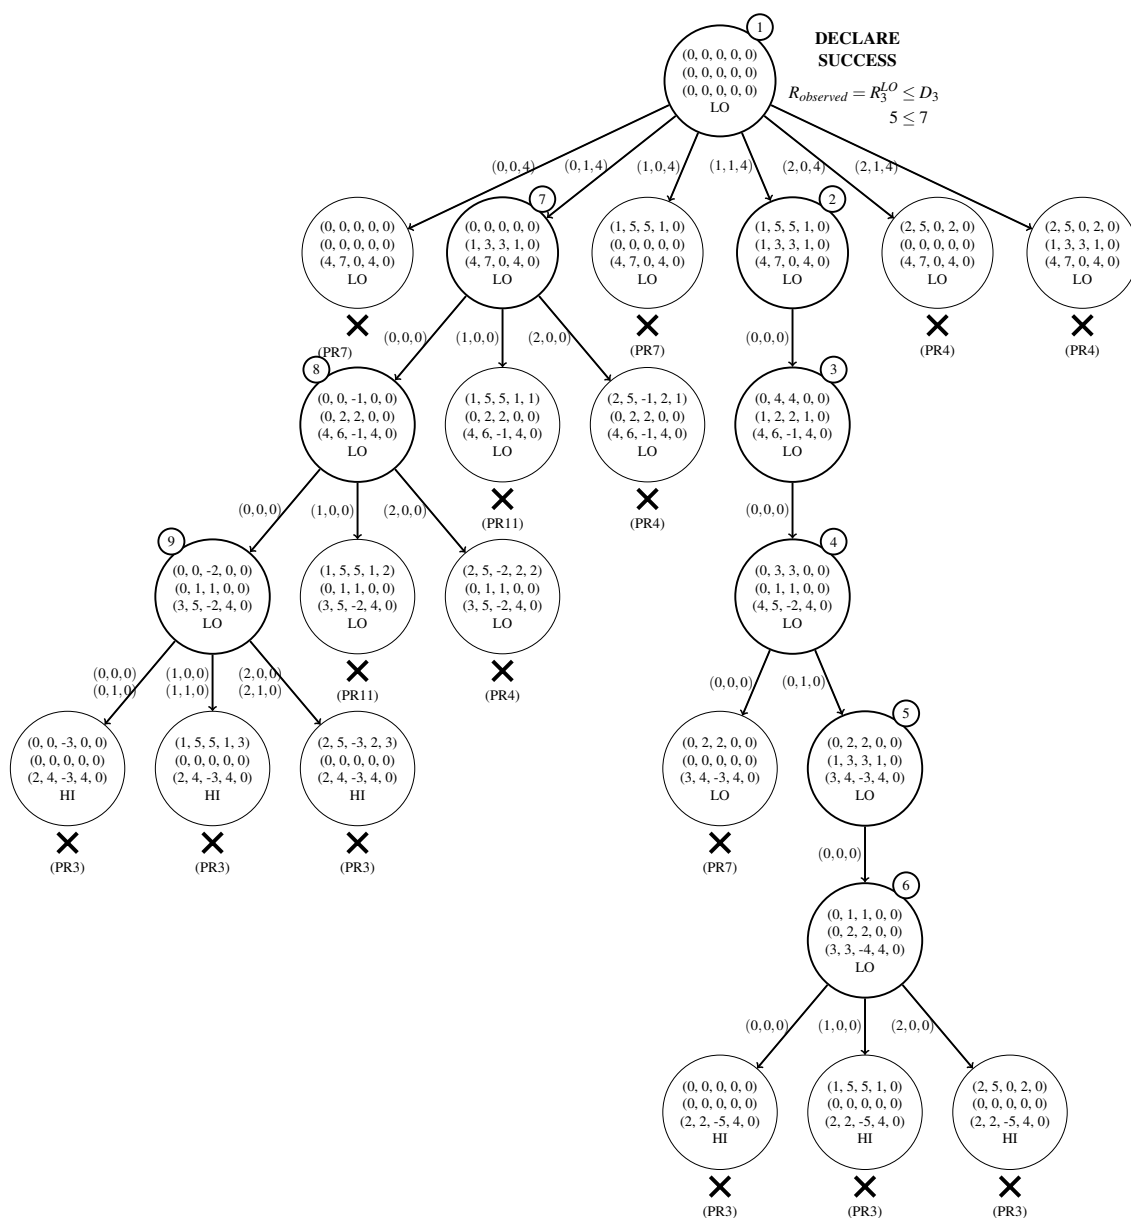 1
DECLARE
SUCCESS
(0, 0, 0, 0, 0)
(0, 0, 0, 0, 0)
(0, 0, 0, 0, 0)
LO
R_observed = R_3^LO ≤ D_3
5 ≤ 7
(0,0,4)
(0,1,4)
(1,0,4)
(1,1,4)
(2,0,4)
(2,1,4)
(0, 0, 0, 0, 0)
(0, 0, 0, 0, 0)
(4, 7, 0, 4, 0)
LO
(PR7)
7
(0, 0, 0, 0, 0)
(1, 3, 3, 1, 0)
(4, 7, 0, 4, 0)
LO
(1, 5, 5, 1, 0)
(0, 0, 0, 0, 0)
(4, 7, 0, 4, 0)
LO
(PR7)
2
(1, 5, 5, 1, 0)
(1, 3, 3, 1, 0)
(4, 7, 0, 4, 0)
LO
(2, 5, 0, 2, 0)
(0, 0, 0, 0, 0)
(4, 7, 0, 4, 0)
LO
(PR4)
(2, 5, 0, 2, 0)
(1, 3, 3, 1, 0)
(4, 7, 0, 4, 0)
LO
(PR4)
(0,0,0)
(1,0,0)
(2,0,0)
(0,0,0)
8
(0, 0, -1, 0, 0)
(0, 2, 2, 0, 0)
(4, 6, -1, 4, 0)
LO
(1, 5, 5, 1, 1)
(0, 2, 2, 0, 0)
(4, 6, -1, 4, 0)
LO
(PR11)
(2, 5, -1, 2, 1)
(0, 2, 2, 0, 0)
(4, 6, -1, 4, 0)
LO
(PR4)
3
(0, 4, 4, 0, 0)
(1, 2, 2, 1, 0)
(4, 6, -1, 4, 0)
LO
(0,0,0)
(1,0,0)
(2,0,0)
(0,0,0)
9
(0, 0, -2, 0, 0)
(0, 1, 1, 0, 0)
(3, 5, -2, 4, 0)
LO
(1, 5, 5, 1, 2)
(0, 1, 1, 0, 0)
(3, 5, -2, 4, 0)
LO
(PR11)
(2, 5, -2, 2, 2)
(0, 1, 1, 0, 0)
(3, 5, -2, 4, 0)
LO
(PR4)
4
(0, 3, 3, 0, 0)
(0, 1, 1, 0, 0)
(4, 5, -2, 4, 0)
LO
(0,0,0)
(0,1,0)
(1,0,0)
(1,1,0)
(2,0,0)
(2,1,0)
(0,0,0)
(0,1,0)
(0, 0, -3, 0, 0)
(0, 0, 0, 0, 0)
(2, 4, -3, 4, 0)
HI
(PR3)
(1, 5, 5, 1, 3)
(0, 0, 0, 0, 0)
(2, 4, -3, 4, 0)
HI
(PR3)
(2, 5, -3, 2, 3)
(0, 0, 0, 0, 0)
(2, 4, -3, 4, 0)
HI
(PR3)
(0, 2, 2, 0, 0)
(0, 0, 0, 0, 0)
(3, 4, -3, 4, 0)
LO
(PR7)
5
(0, 2, 2, 0, 0)
(1, 3, 3, 1, 0)
(3, 4, -3, 4, 0)
LO
(0,0,0)
6
(0, 1, 1, 0, 0)
(0, 2, 2, 0, 0)
(3, 3, -4, 4, 0)
LO
(0,0,0)
(1,0,0)
(2,0,0)
(0, 0, 0, 0, 0)
(0, 0, 0, 0, 0)
(2, 2, -5, 4, 0)
HI
(PR3)
(1, 5, 5, 1, 0)
(0, 0, 0, 0, 0)
(2, 2, -5, 4, 0)
HI
(PR3)
(2, 5, 0, 2, 0)
(0, 0, 0, 0, 0)
(2, 2, -5, 4, 0)
HI
(PR3)